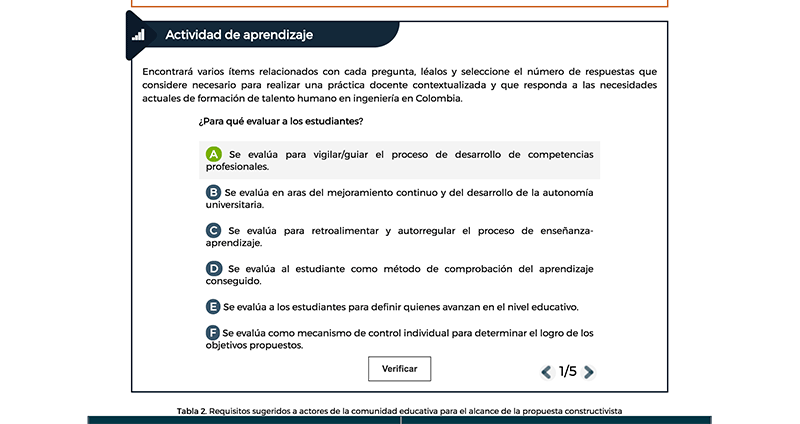 Actividad de aprendizaje
Encontrará varios ítems relacionados con cada pregunta, léalos y seleccione el número de respuestas que
considere necesario para realizar una práctica docente contextualizada y que responda a las necesidades
actuales de formación de talento humano en ingeniería en Colombia.
¿Para qué evaluar a los estudiantes?
A Se evalúa para vigilar/guiar el proceso de desarrollo de competencias
profesionales.
B Se evalúa en aras del mejoramiento continuo y del desarrollo de la autonomía
universitaria.
C Se evalúa para retroalimentar y autorregular el proceso de enseñanza-
aprendizaje.
D Se evalúa al estudiante como método de comprobación del aprendizaje
conseguido.
E Se evalúa a los estudiantes para definir quienes avanzan en el nivel educativo.
F Se evalúa como mecanismo de control individual para determinar el logro de los
objetivos propuestos.
Verificar
1/5
Tabla 2. Requisitos sugeridos a actores de la comunidad educativa para el alcance de la propuesta constructivista